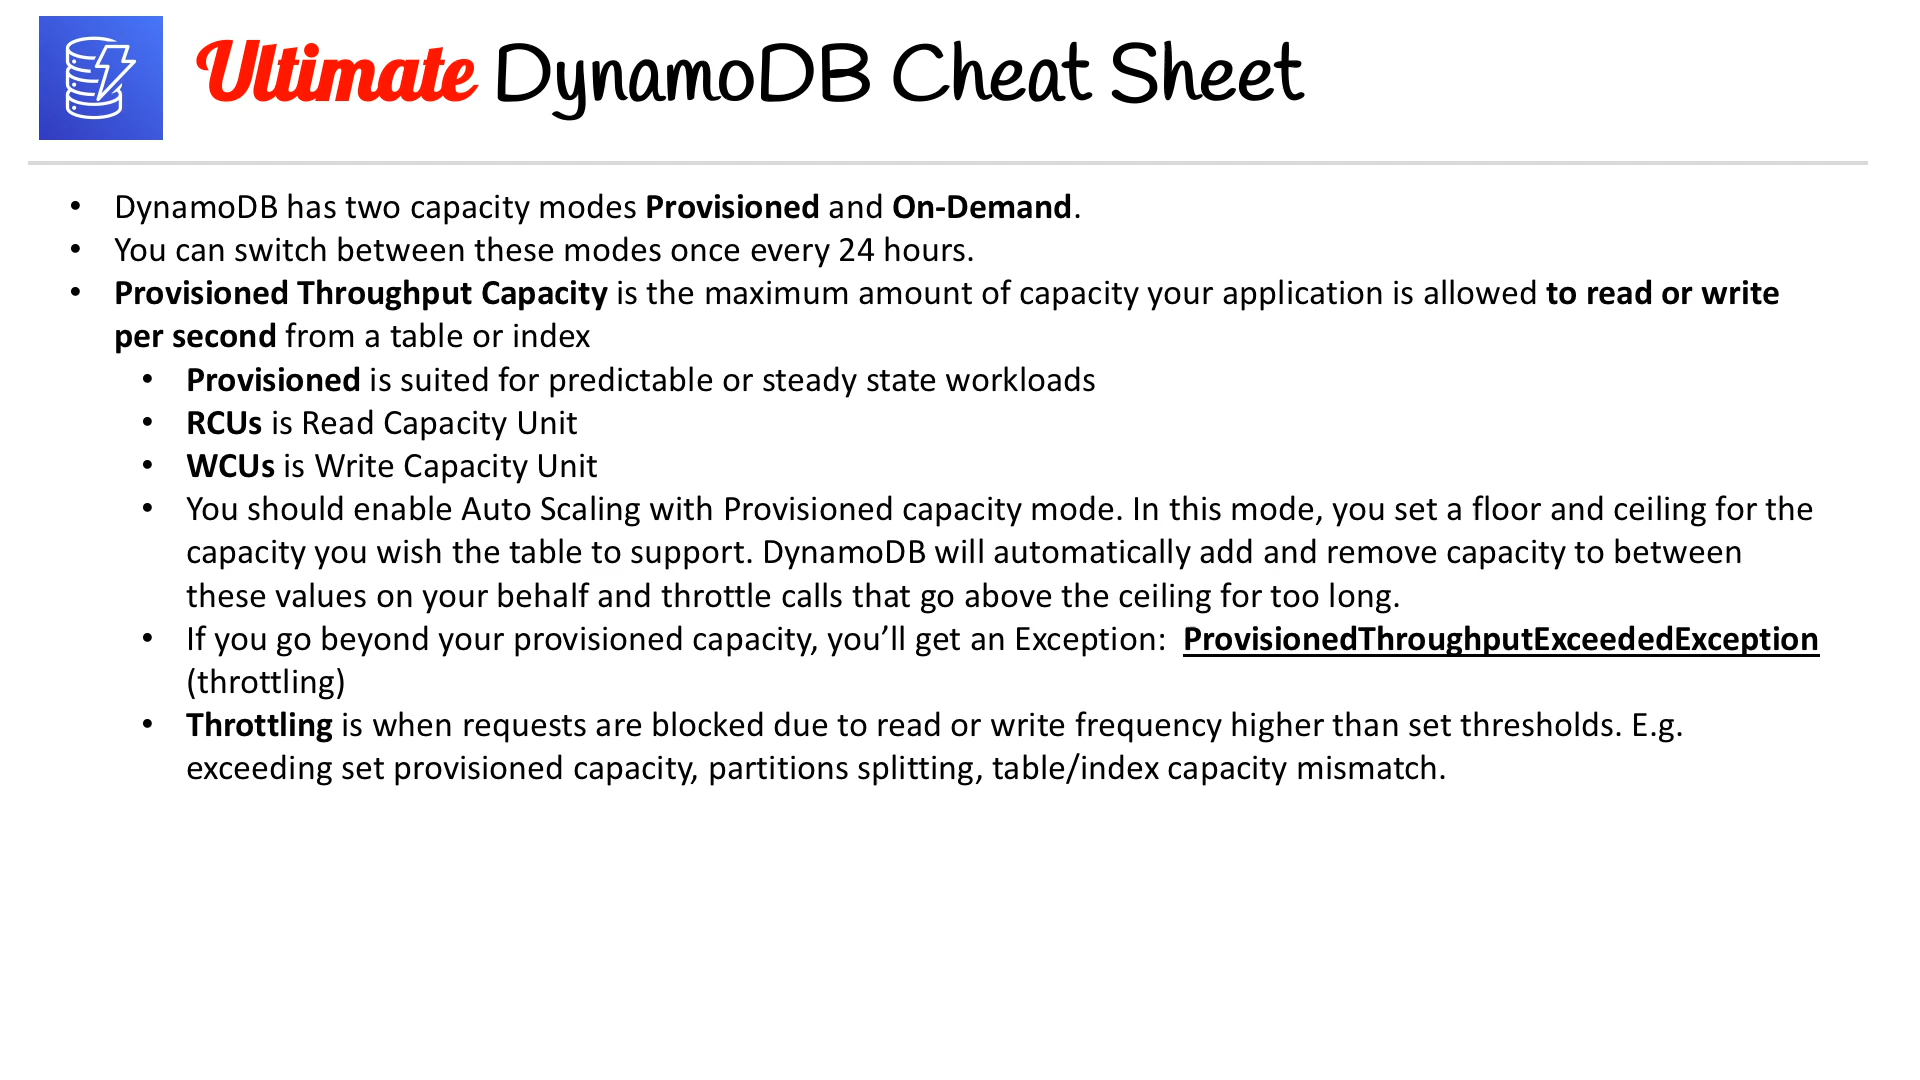 Ultimate DynamoDB Cheat Sheet
• DynamoDB has two capacity modes Provisioned and On-Demand.
• You can switch between these modes once every 24 hours.
• Provisioned Throughput Capacity is the maximum amount of capacity your application is allowed to read or write
per second from a table or index
• Provisioned is suited for predictable or steady state workloads
• RCUs is Read Capacity Unit
• WCUs is Write Capacity Unit
• You should enable Auto Scaling with Provisioned capacity mode. In this mode, you set a floor and ceiling for the
capacity you wish the table to support. DynamoDB will automatically add and remove capacity to between
these values on your behalf and throttle calls that go above the ceiling for too long.
• If you go beyond your provisioned capacity, you’ll get an Exception: ProvisionedThroughputExceededException
(throttling)
• Throttling is when requests are blocked due to read or write frequency higher than set thresholds. E.g.
exceeding set provisioned capacity, partitions splitting, table/index capacity mismatch.